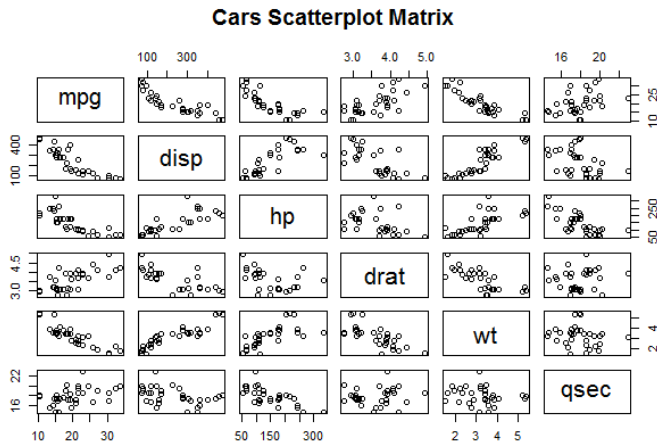 Cars Scatterplot Matrix
100 300
3.0 4.0 5.0
16 18 20
mpg
10 25
disp
100 400
hp
50 250
drat
3.0 4.5
wt
2 4
qsec
16 22
10 20 30
50 150 300
2 3 4 5